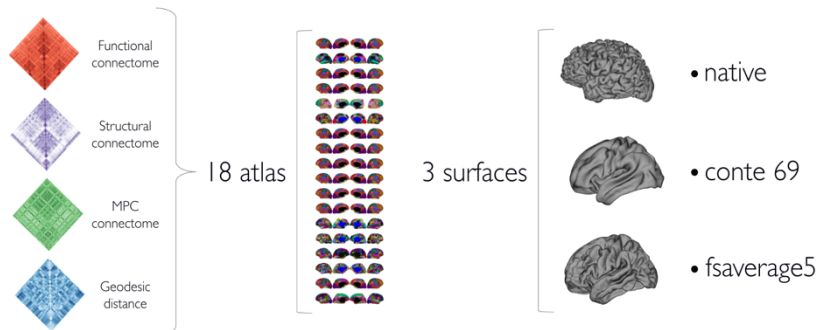 Functional
connectome
Structural
connectome
MPC
connectome
Geodesic
distance
18 atlas
3 surfaces
• native
• conte 69
• fsaverage5